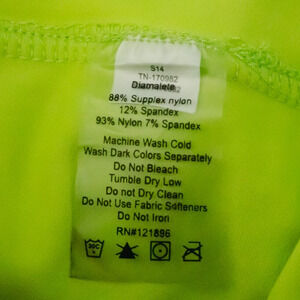 S14
TN-170982
Diamalete
88% Supplex nylon
12% Spandex
93% Nylon 7% Spandex
Machine Wash Cold
Wash Dark Colors Separately
Do Not Bleach
Tumble Dry Low
Do not Dry Clean
Do Not Use Fabric Softeners
Do Not Iron
RN#121896